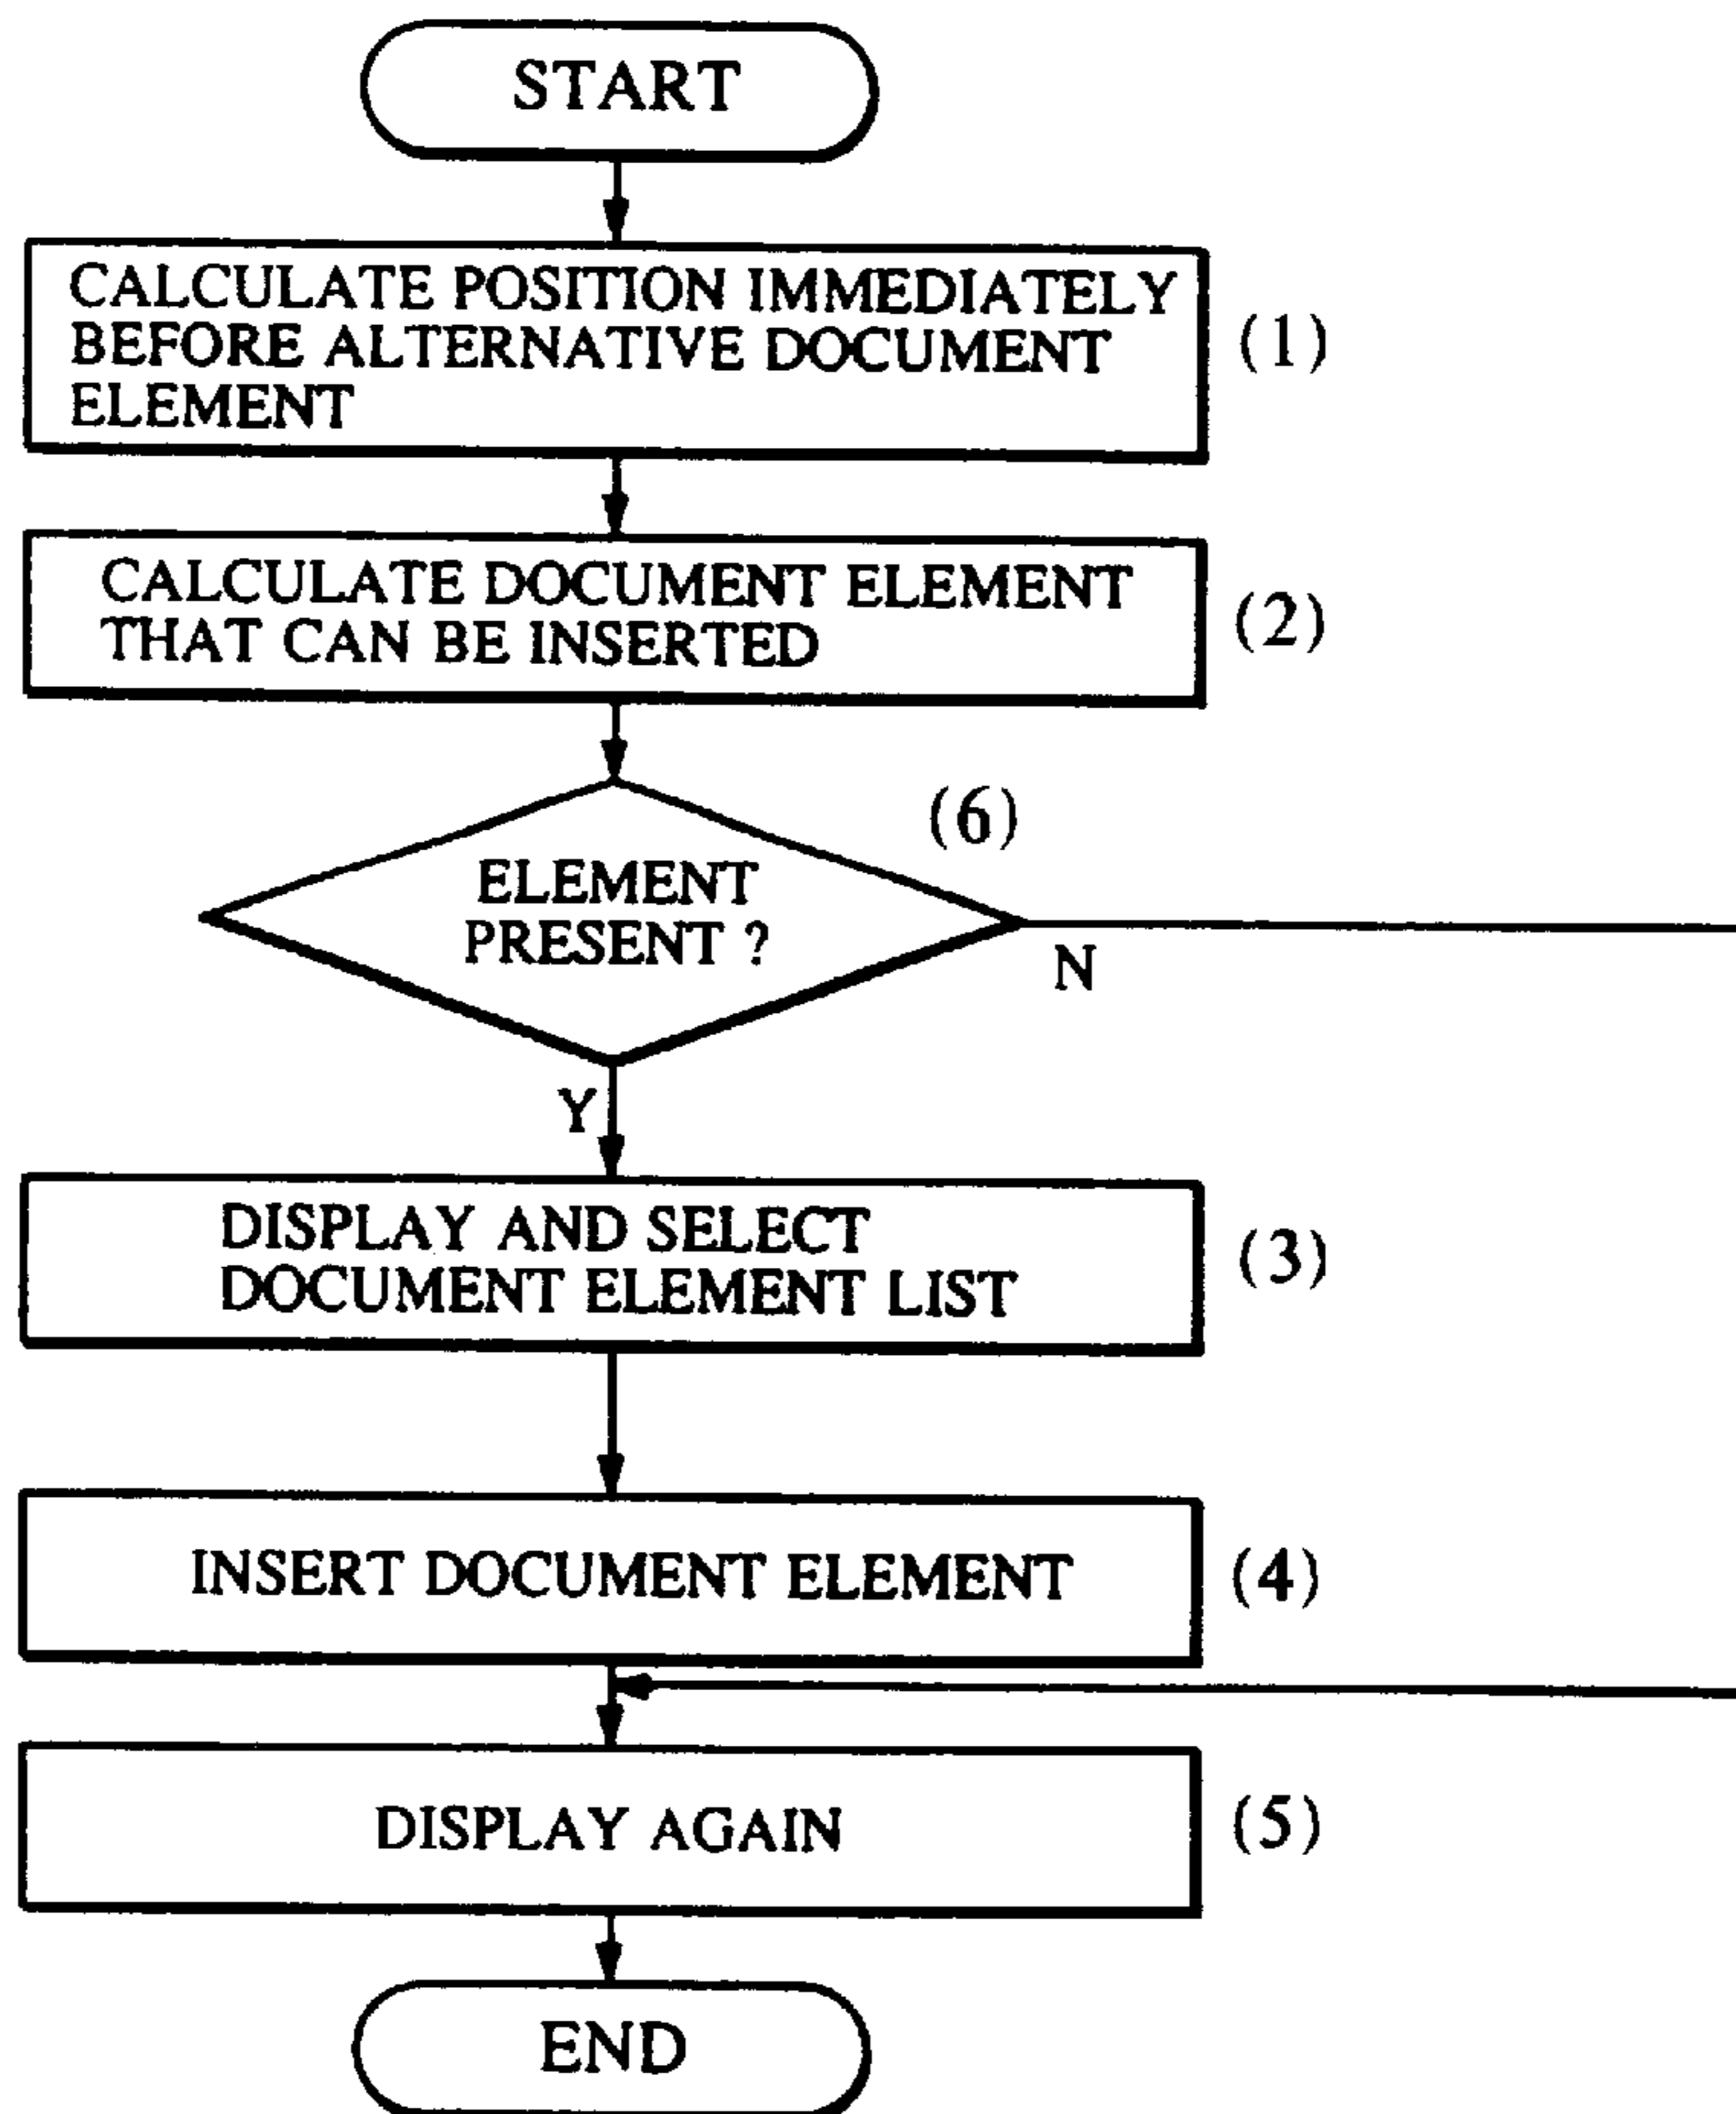 START
CALCULATE POSITION IMMEDIATELY
BEFORE ALTERNATIVE DOCUMENT
ELEMENT
(1)
CALCULATE DOCUMENT ELEMENT
THAT CAN BE INSERTED
(2)
(6)
ELEMENT
PRESENT ?
N
Y
DISPLAY AND SELECT
DOCUMENT ELEMENT LIST
(3)
INSERT DOCUMENT ELEMENT
(4)
DISPLAY AGAIN
(5)
END